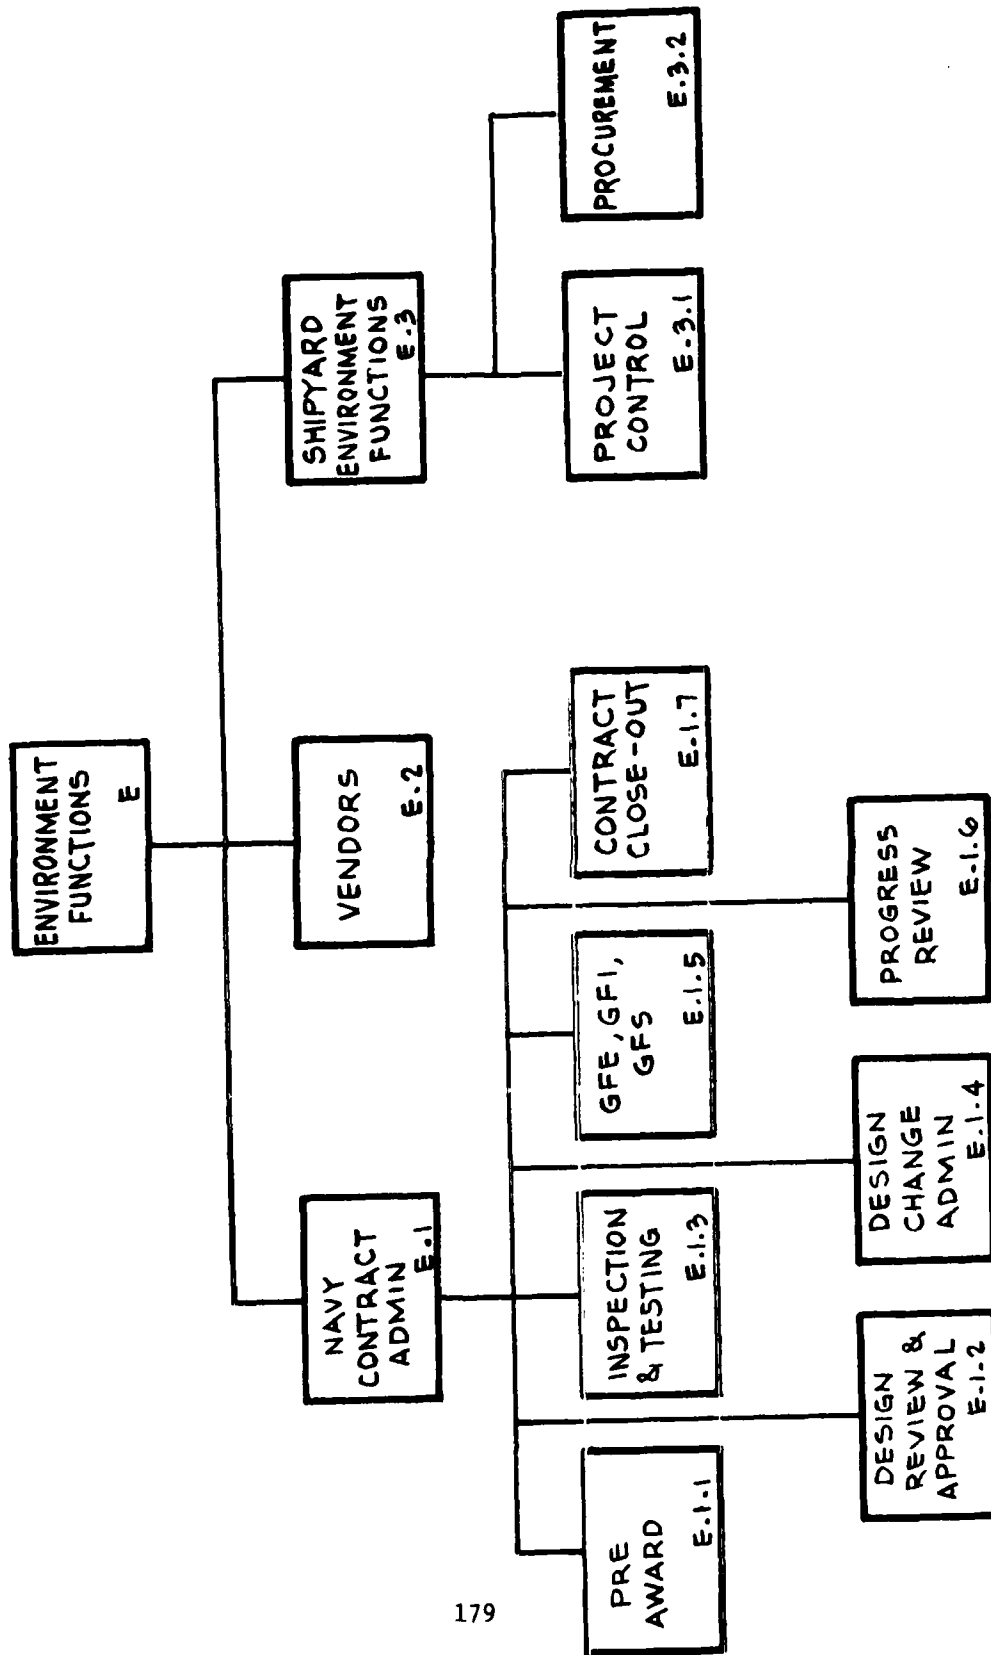 ENVIRONMENT
FUNCTIONS
E
NAVY
CONTRACT
ADMIN
E.1
VENDORS
E.2
SHIPYARD
ENVIRONMENT
FUNCTIONS
E.3
PRE
AWARD
E.1.1
INSPECTION
& TESTING
E.1.3
GFE, GFI,
GFS
E.1.5
CONTRACT
CLOSE-OUT
E.1.7
PROJECT
CONTROL
E.3.1
PROCUREMENT
E.3.2
DESIGN
REVIEW &
APPROVAL
E.1.2
DESIGN
CHANGE
ADMIN
E.1.4
PROGRESS
REVIEW
E.1.6
179